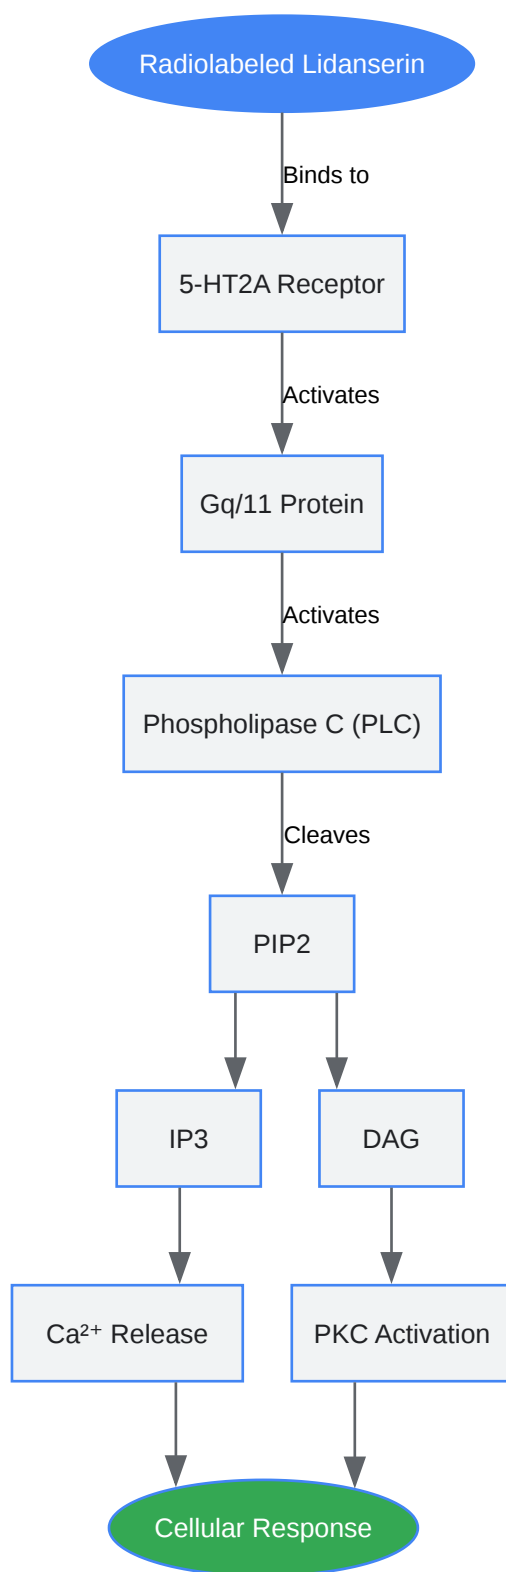 Radiolabeled Lidanserin
Binds to
5-HT2A Receptor
Activates
Gq/11 Protein
Activates
Phospholipase C (PLC)
Cleaves
PIP2
IP3
DAG
Ca²⁺ Release
PKC Activation
Cellular Response